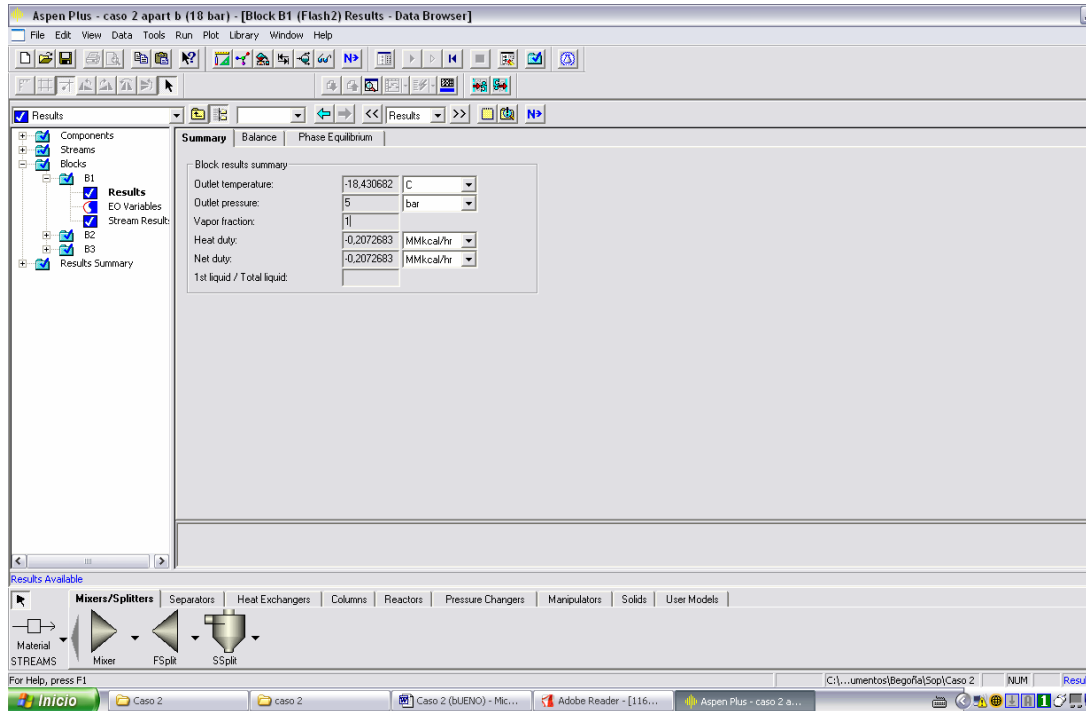 Aspen Plus - caso 2 apart b (18 bar) - [Block B1 (Flash2) Results - Data Browser]
File Edit View Data Tools Run Plot Library Window Help
N>
Results
Results
N>
Components
Streams
Blocks
B1
Results
EO Variables
Stream Result
B2
B3
Results Summary
Summary Balance Phase Equilibrium
Block results summary
Outlet temperature: -18,430682 C
Outlet pressure: 5 bar
Vapor fraction: 1
Heat duty: -0,2072683 MMkcal/hr
Net duty: -0,2072683 MMkcal/hr
1st liquid / Total liquid:
Results Available
Mixers/Splitters Separators Heat Exchangers Columns Reactors Pressure Changers Manipulators Solids User Models
Material
STREAMS Mixer FSplit SSplit
For Help, press F1 C:\...umentos\Begoña\Sop\Caso 2 NUM Resu
Inicio Caso 2 caso 2 Caso 2 (bUENO) - Mic... Adobe Reader - [116... Aspen Plus - caso 2 a... 1